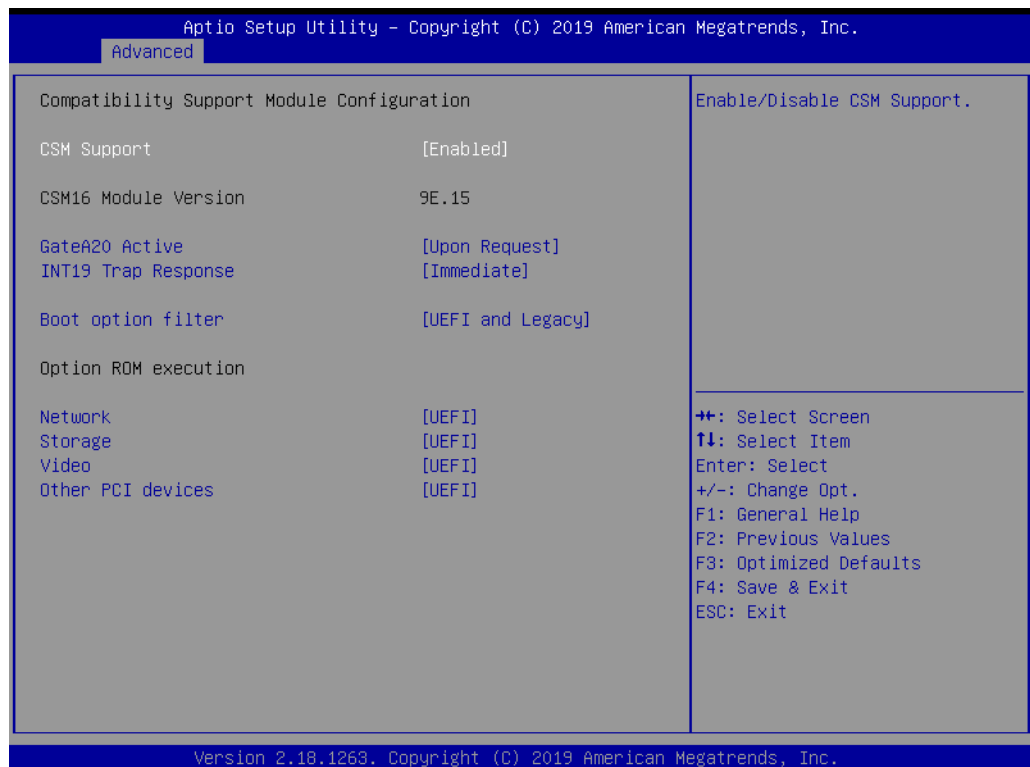 Aptio Setup Utility – Copyright (C) 2019 American Megatrends, Inc.
Advanced
Compatibility Support Module Configuration
CSM Support [Enabled]
CSM16 Module Version 9E.15
GateA20 Active [Upon Request]
INT19 Trap Response [Immediate]
Boot option filter [UEFI and Legacy]
Option ROM execution
Network [UEFI]
Storage [UEFI]
Video [UEFI]
Other PCI devices [UEFI]
Enable/Disable CSM Support.
→←: Select Screen
↑↓: Select Item
Enter: Select
+/-: Change Opt.
F1: General Help
F2: Previous Values
F3: Optimized Defaults
F4: Save & Exit
ESC: Exit
Version 2.18.1263. Copyright (C) 2019 American Megatrends, Inc.